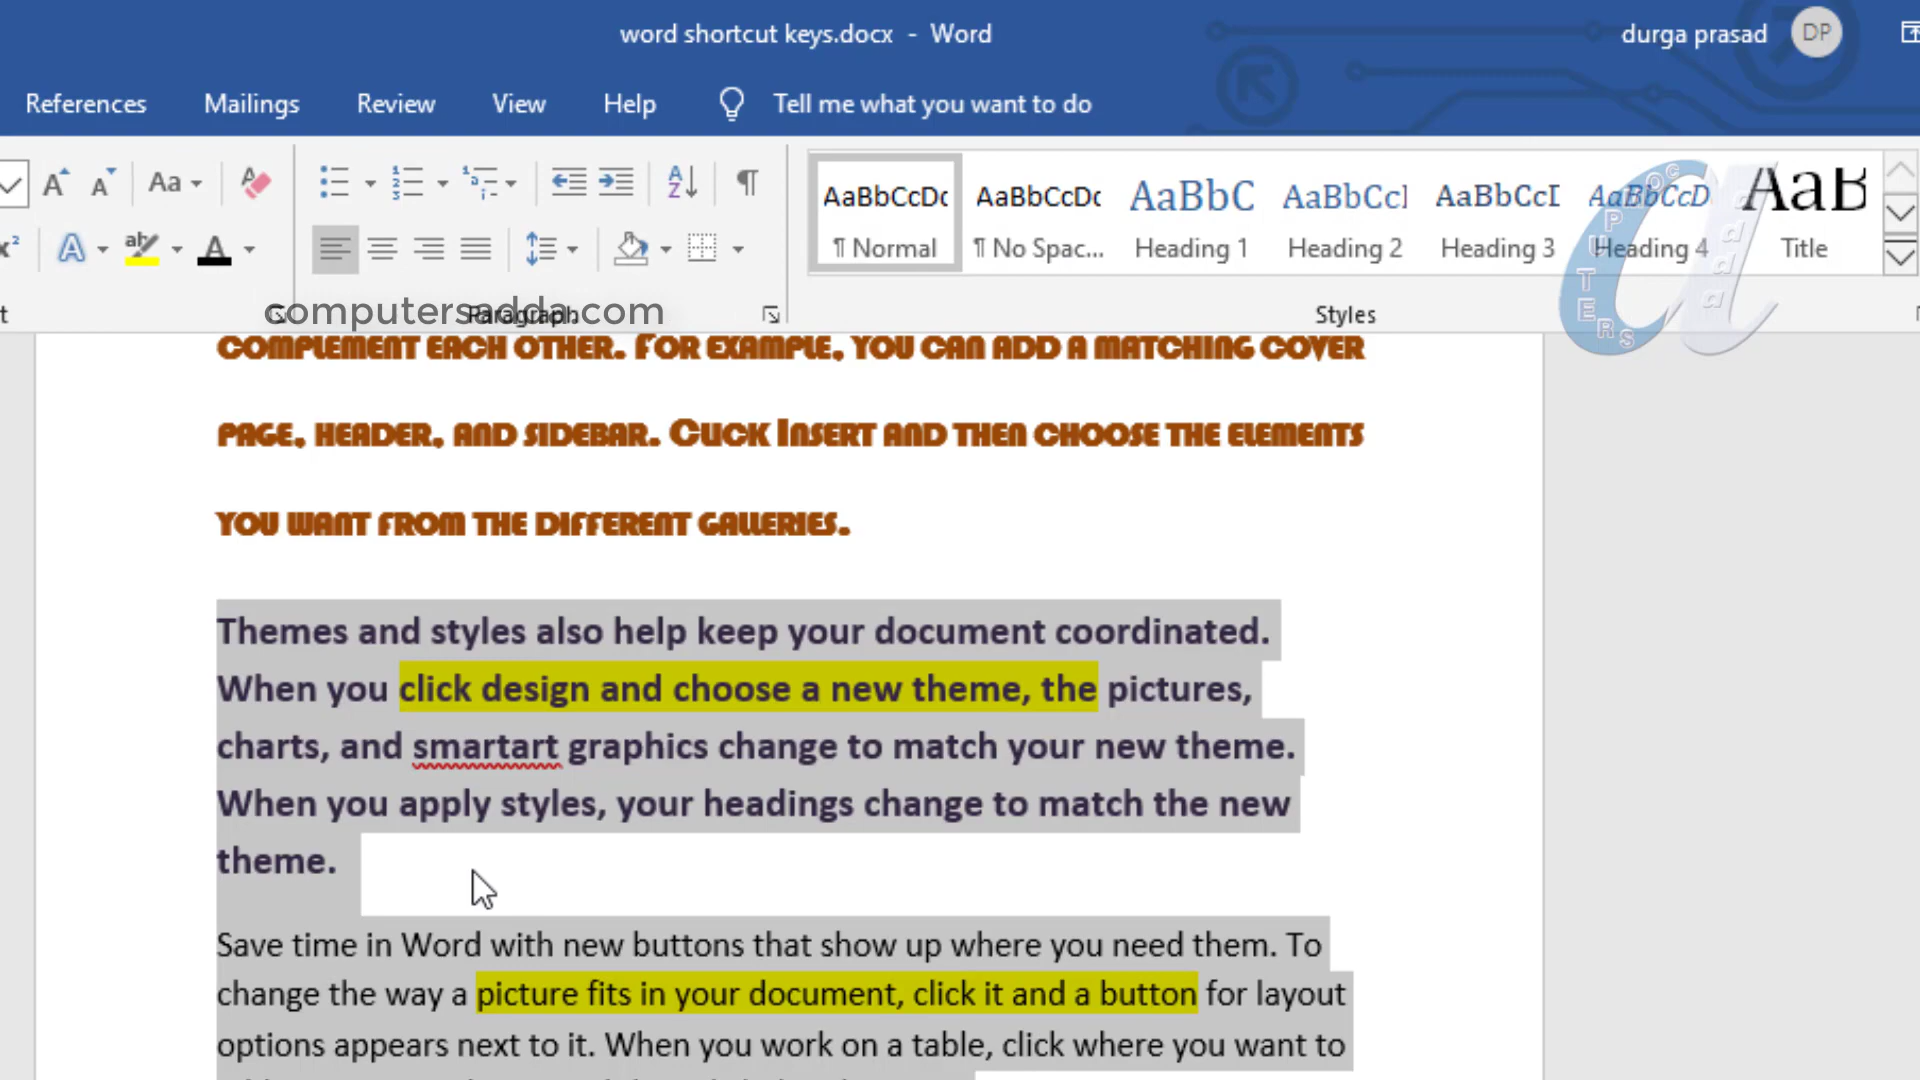 word shortcut keys.docx - Word
durga prasad DP
References Mailings Review View Help Tell me what you want to do
Aa
AaBbCcDc AaBbCcDc AaBbC AaBbCcI AaBbCcI AaBbCcD AaB
¶ Normal ¶ No Spac... Heading 1 Heading 2 Heading 3 Heading 4 Title
Paragraph Styles
computersadda.com
complement each other. For example, you can add a matching cover
page, header, and sidebar. Click Insert and then choose the elements
you want from the different galleries.
Themes and styles also help keep your document coordinated.
When you click design and choose a new theme, the pictures,
charts, and smartart graphics change to match your new theme.
When you apply styles, your headings change to match the new
theme.
Save time in Word with new buttons that show up where you need them. To
change the way a picture fits in your document, click it and a button for layout
options appears next to it. When you work on a table, click where you want to